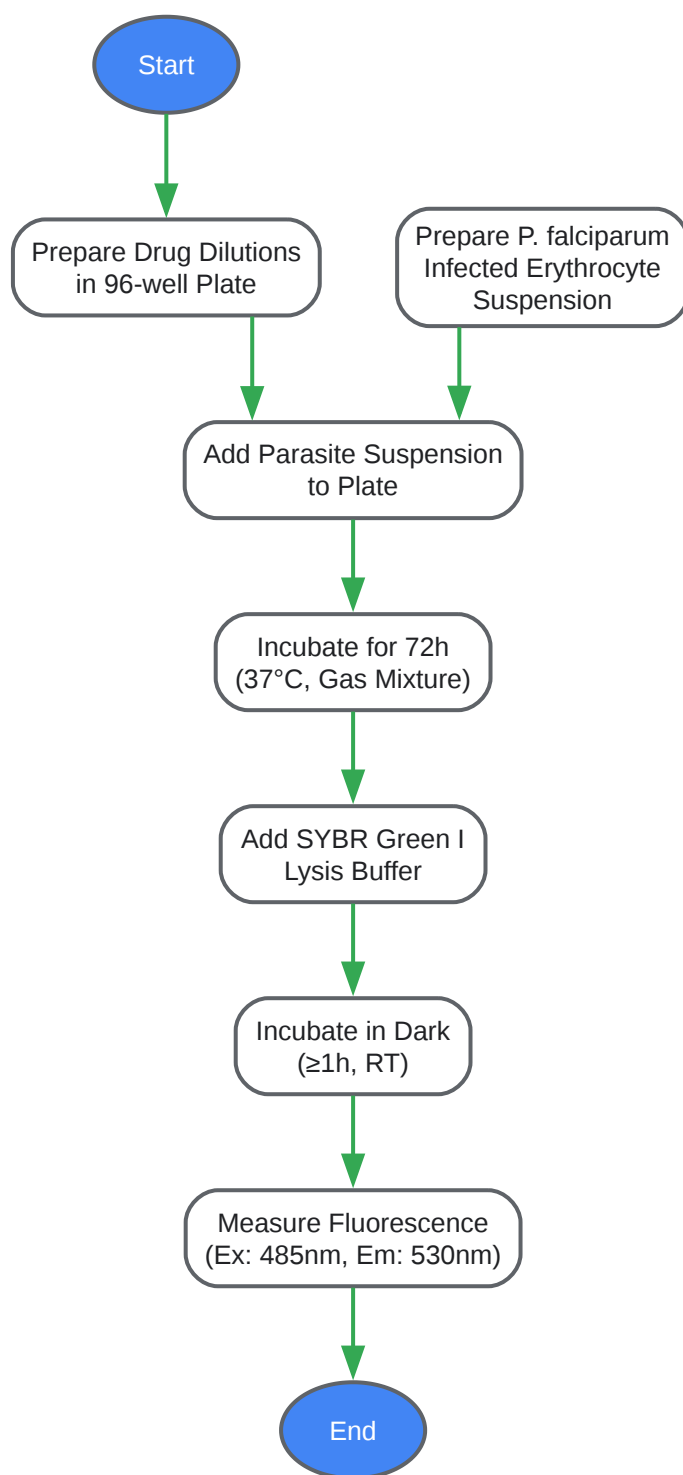 Start
Prepare Drug Dilutions
in 96-well Plate
Prepare P. falciparum
Infected Erythrocyte
Suspension
Add Parasite Suspension
to Plate
Incubate for 72h
(37°C, Gas Mixture)
Add SYBR Green I
Lysis Buffer
Incubate in Dark
(≥1h, RT)
Measure Fluorescence
(Ex: 485nm, Em: 530nm)
End